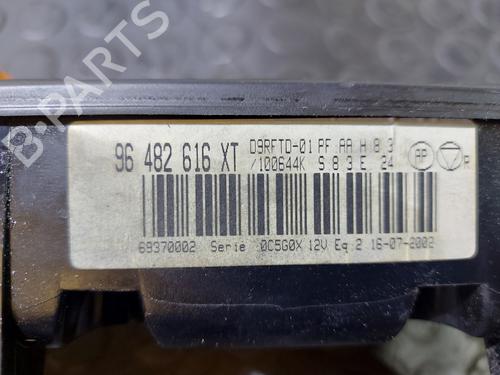 96 482 616 XT D9RFTD-01 PF AA H 8 3
/100644K S 8 3 E 24 AP R
69370002 Serie 0C5G0X 12V Eq 2 16-07-2002